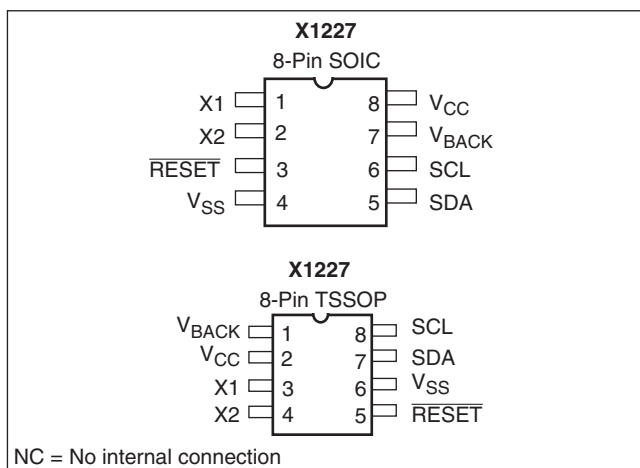 X1227
8-Pin SOIC
X1 1 8 VCC
X2 2 7 VBACK
RESET 3 6 SCL
VSS 4 5 SDA
X1227
8-Pin TSSOP
VBACK 1 8 SCL
VCC 2 7 SDA
X1 3 6 VSS
X2 4 5 RESET
NC = No internal connection